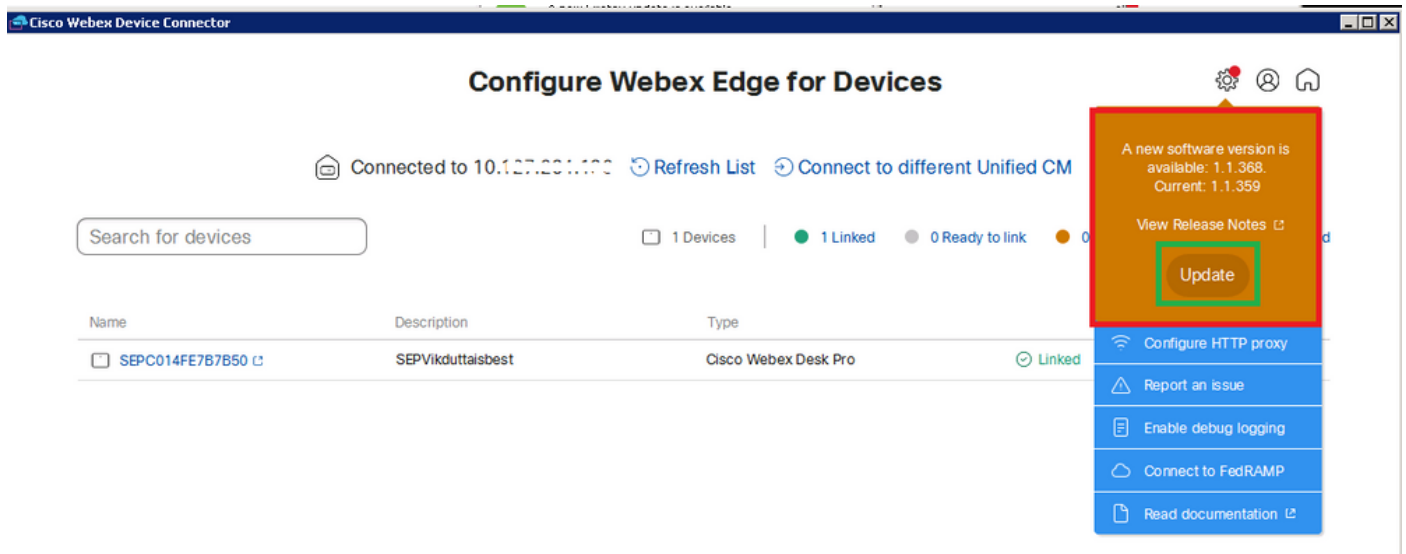 Cisco Webex Device Connector
Configure Webex Edge for Devices
Connected to 10.
Refresh List
Connect to different Unified CM
A new software version is
available: 1.1.368.
Current: 1.1.359
View Release Notes
Update
Search for devices
1 Devices
1 Linked
0 Ready to link
0
d
Name
Description
Type
SEPC014FE7B7B50
SEPVikduttaisbest
Cisco Webex Desk Pro
Linked
Configure HTTP proxy
Report an issue
Enable debug logging
Connect to FedRAMP
Read documentation